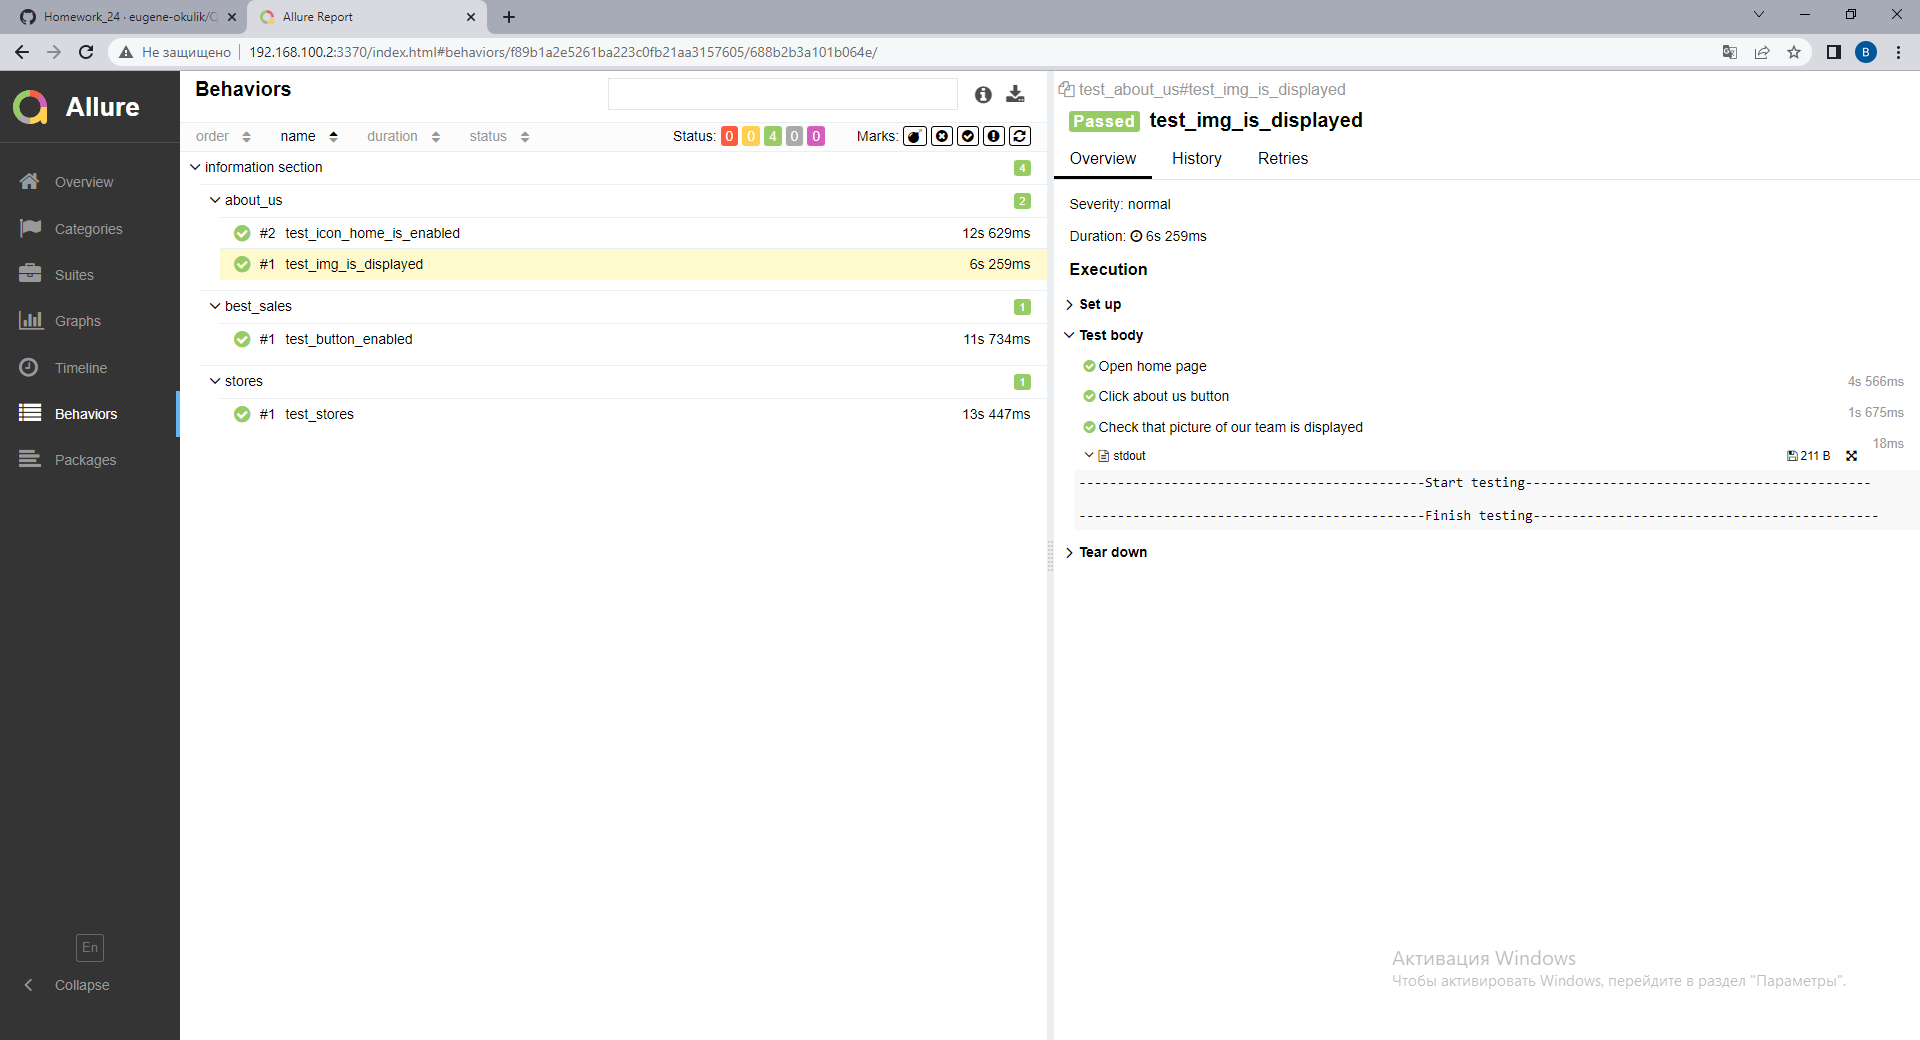 Homework_24 · eugene-okulik/
Allure Report
Не защищено
192.168.100.2:3370/index.html#behaviors/f89b1a2e5261ba223c0fb21aa3157605/688b2b3a101b064e/
B
Allure
Overview
Categories
Suites
Graphs
Timeline
Behaviors
Packages
En
Collapse
Behaviors
order name duration status Status: 0 0 4 0 0 Marks:
information section 4
about_us 2
#2 test_icon_home_is_enabled 12s 629ms
#1 test_img_is_displayed 6s 259ms
best_sales 1
#1 test_button_enabled 11s 734ms
stores 1
#1 test_stores 13s 447ms
test_about_us#test_img_is_displayed
Passed test_img_is_displayed
Overview History Retries
Severity: normal
Duration: 6s 259ms
Execution
Set up
Test body
Open home page
4s 566ms
Click about us button
1s 675ms
Check that picture of our team is displayed
18ms
stdout 211 B
---------------------------------------------Start testing---------------------------------------------
---------------------------------------------Finish testing---------------------------------------------
Tear down
Активация Windows
Чтобы активировать Windows, перейдите в раздел "Параметры".